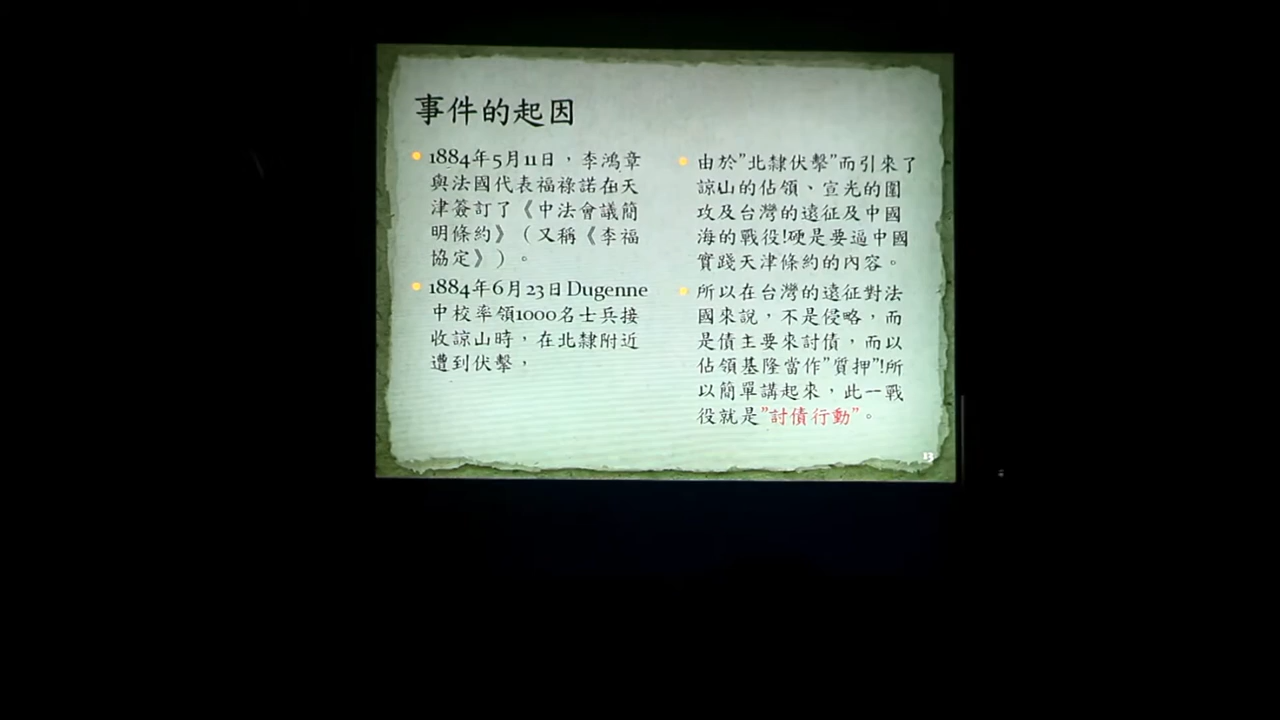 事件的起因
1884年5月11日，李鴻章
與法國代表福祿諾在天
津簽訂了《中法會議簡
明條約》（又稱《李福
協定》）。
1884年6月23日Dugenne
中校率領1000名士兵接
收諒山時，在北隸附近
遭到伏擊，
由於"北隸伏擊"而引來了
諒山的佔領、宣光的圍
攻及台灣的遠征及中國
海的戰役!硬是要逼中國
實踐天津條約的內容。
所以在台灣的遠征對法
國來說，不是侵略，而
是債主要來討債，而以
佔領基隆當作"質押"!所
以簡單講起來，此一戰
役就是"討債行動"。
13